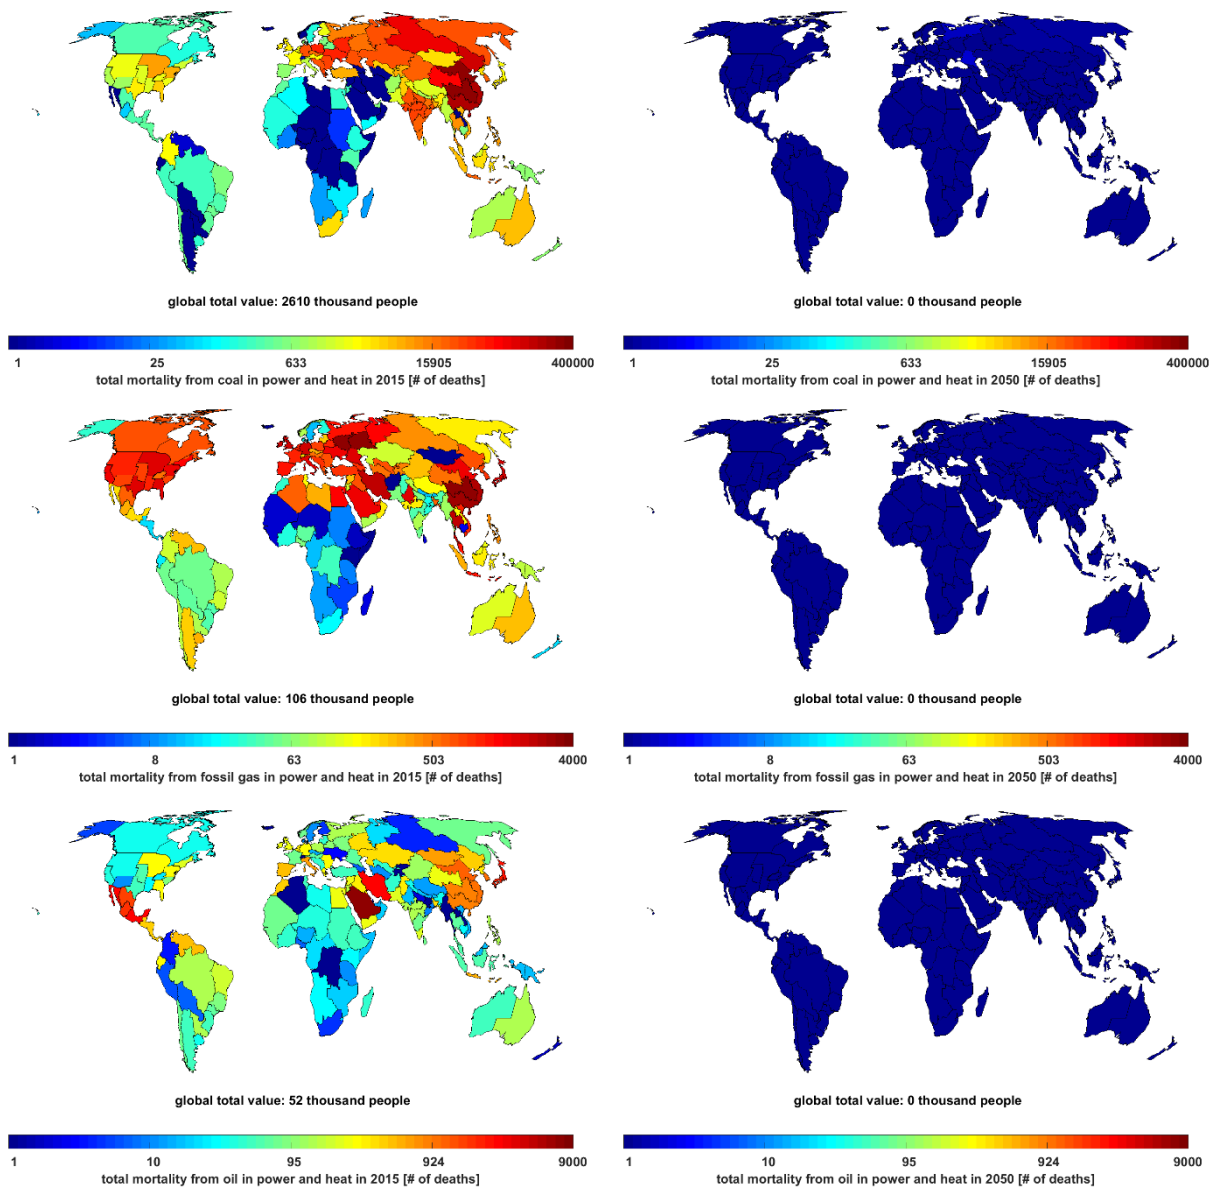 global total value: 2610 thousand people
global total value: 0 thousand people
1 25 633 15905 400000
total mortality from coal in power and heat in 2015 [# of deaths]
1 25 633 15905 400000
total mortality from coal in power and heat in 2050 [# of deaths]
global total value: 106 thousand people
global total value: 0 thousand people
1 8 63 503 4000
total mortality from fossil gas in power and heat in 2015 [# of deaths]
1 8 63 503 4000
total mortality from fossil gas in power and heat in 2050 [# of deaths]
global total value: 52 thousand people
global total value: 0 thousand people
1 10 95 924 9000
total mortality from oil in power and heat in 2015 [# of deaths]
1 10 95 924 9000
total mortality from oil in power and heat in 2050 [# of deaths]